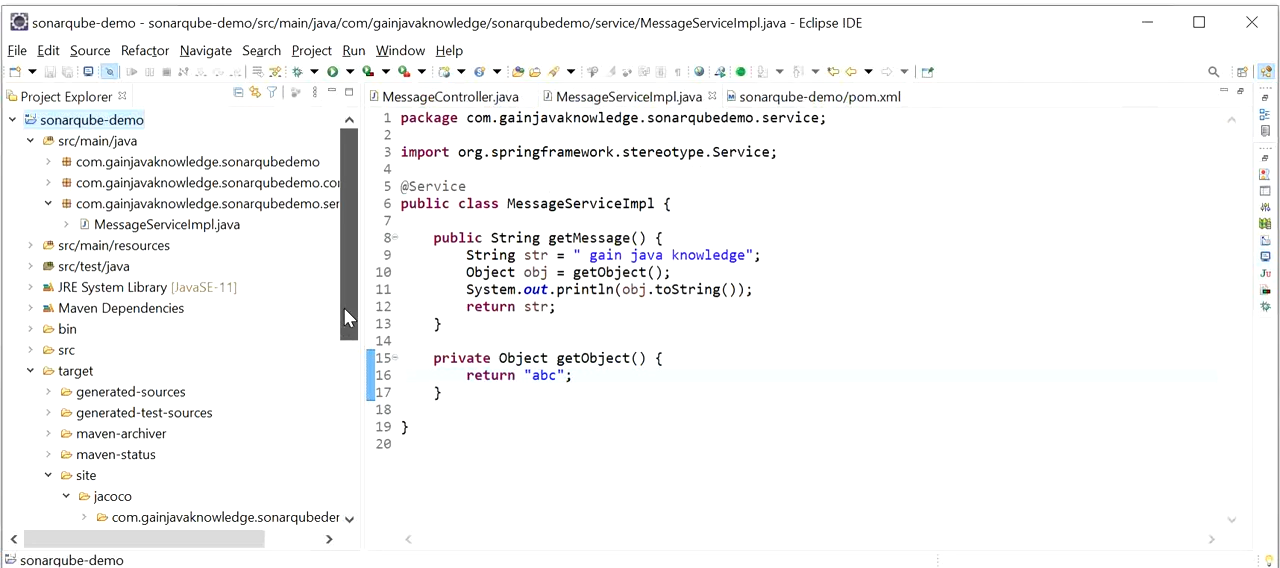 sonarqube-demo - sonarqube-demo/src/main/java/com/gainjavaknowledge/sonarqubedemo/service/MessageServiceImpl.java - Eclipse IDE
File Edit Source Refactor Navigate Search Project Run Window Help
Project Explorer
sonarqube-demo
src/main/java
com.gainjavaknowledge.sonarqubedemo
com.gainjavaknowledge.sonarqubedemo.cor
com.gainjavaknowledge.sonarqubedemo.ser
MessageServiceImpl.java
src/main/resources
src/test/java
JRE System Library [JavaSE-11]
Maven Dependencies
bin
src
target
generated-sources
generated-test-sources
maven-archiver
maven-status
site
jacoco
com.gainjavaknowledge.sonarqubeder
MessageController.java MessageServiceImpl.java sonarqube-demo/pom.xml
1 package com.gainjavaknowledge.sonarqubedemo.service;
2
3 import org.springframework.stereotype.Service;
4
5 @Service
6 public class MessageServiceImpl {
7
8 public String getMessage() {
9 String str = " gain java knowledge";
10 Object obj = getObject();
11 System.out.println(obj.toString());
12 return str;
13 }
14
15 private Object getObject() {
16 return "abc";
17 }
18
19 }
20
sonarqube-demo